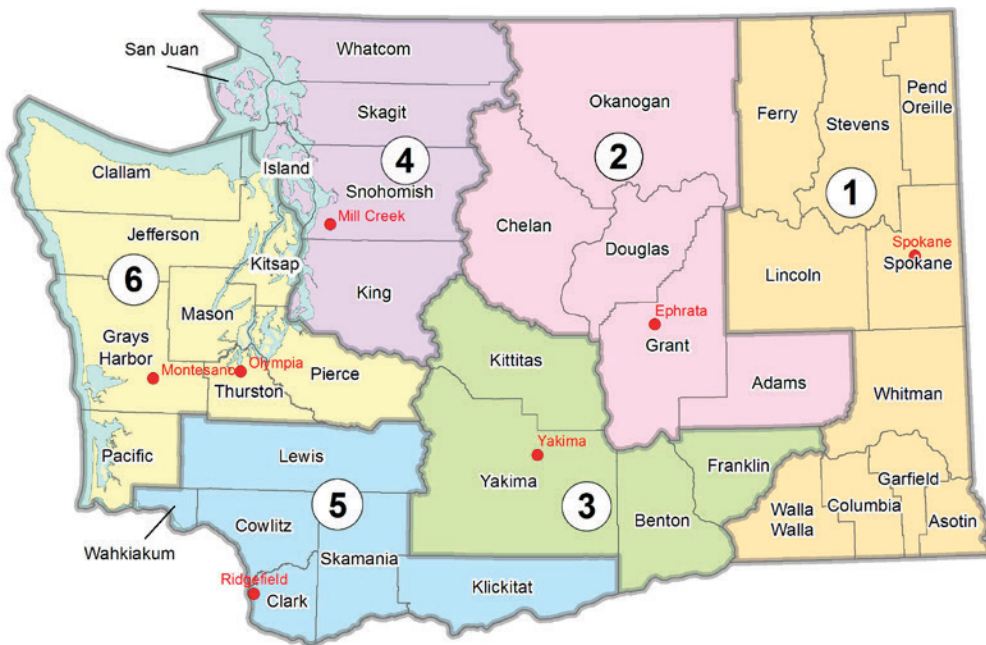 San Juan
Whatcom
Skagit
4
Island
Snohomish
Mill Creek
King
Okanogan
2
Chelan
Douglas
Ephrata
Grant
Adams
Ferry
Stevens
Pend
Oreille
1
Lincoln
Spokane
Spokane
Whitman
Garfield
Columbia
Walla
Walla
Asotin
Clallam
Jefferson
Kitsap
6
Mason
Grays
Harbor
Montesano
Olympia
Thurston
Pierce
Pacific
Kittitas
Yakima
Yakima
3
Benton
Franklin
Lewis
5
Cowlitz
Wahkiakum
Skamania
Ridgefield
Clark
Klickitat